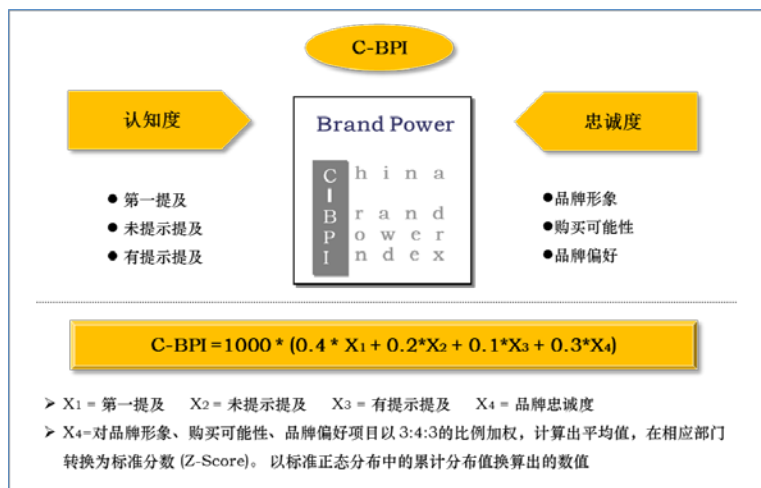 C-BPI
认知度
Brand Power
忠诚度
China
Brand
Power
Index
● 第一提及
● 未提示提及
● 有提示提及
●品牌形象
●购买可能性
●品牌偏好
C-BPI=1000 * (0.4 * X1 + 0.2*X2 + 0.1*X3 + 0.3*X4)
➢ X1 = 第一提及 X2 = 未提示提及 X3 = 有提示提及 X4 = 品牌忠诚度
➢ X4=对品牌形象、购买可能性、品牌偏好项目以 3:4:3的比例加权，计算出平均值，在相应部门
转换为标准分数 (Z-Score)。 以标准正态分布中的累计分布值换算出的数值